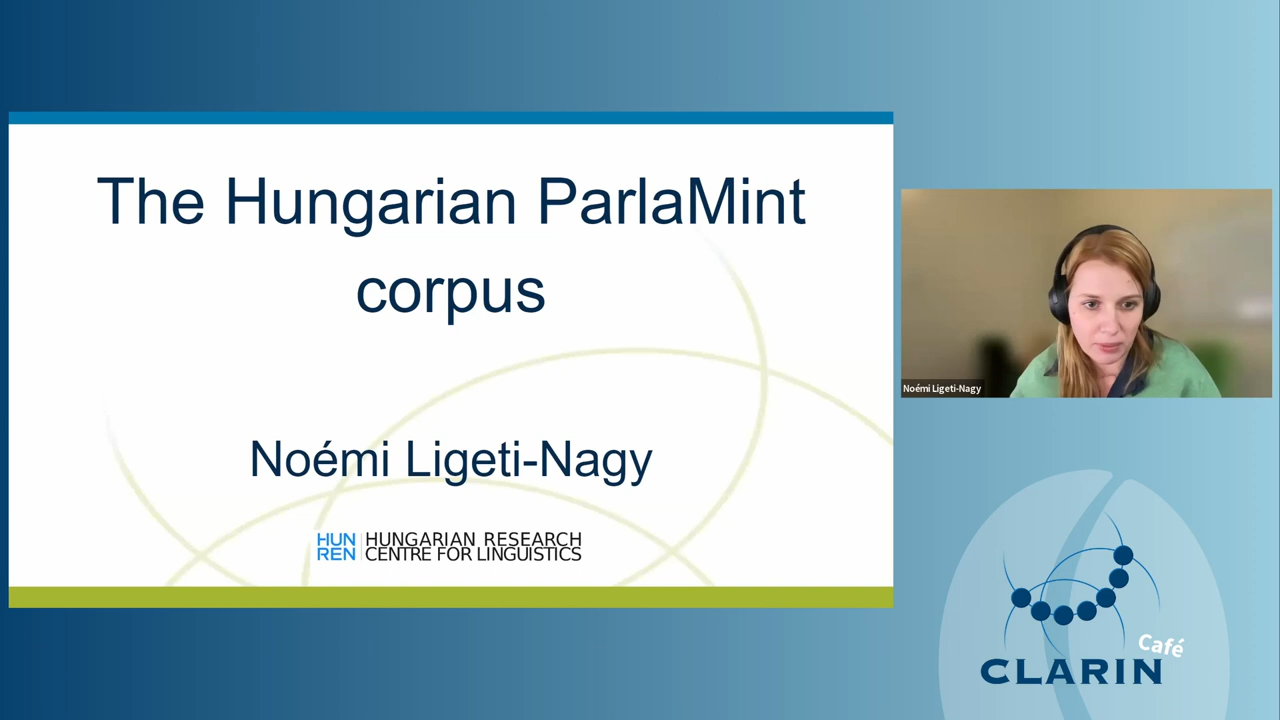 The Hungarian ParlaMint
corpus
Noémi Ligeti-Nagy
HUN
REN
HUNGARIAN RESEARCH
CENTRE FOR LINGUISTICS
Noémi Ligeti-Nagy
Café
CLARIN